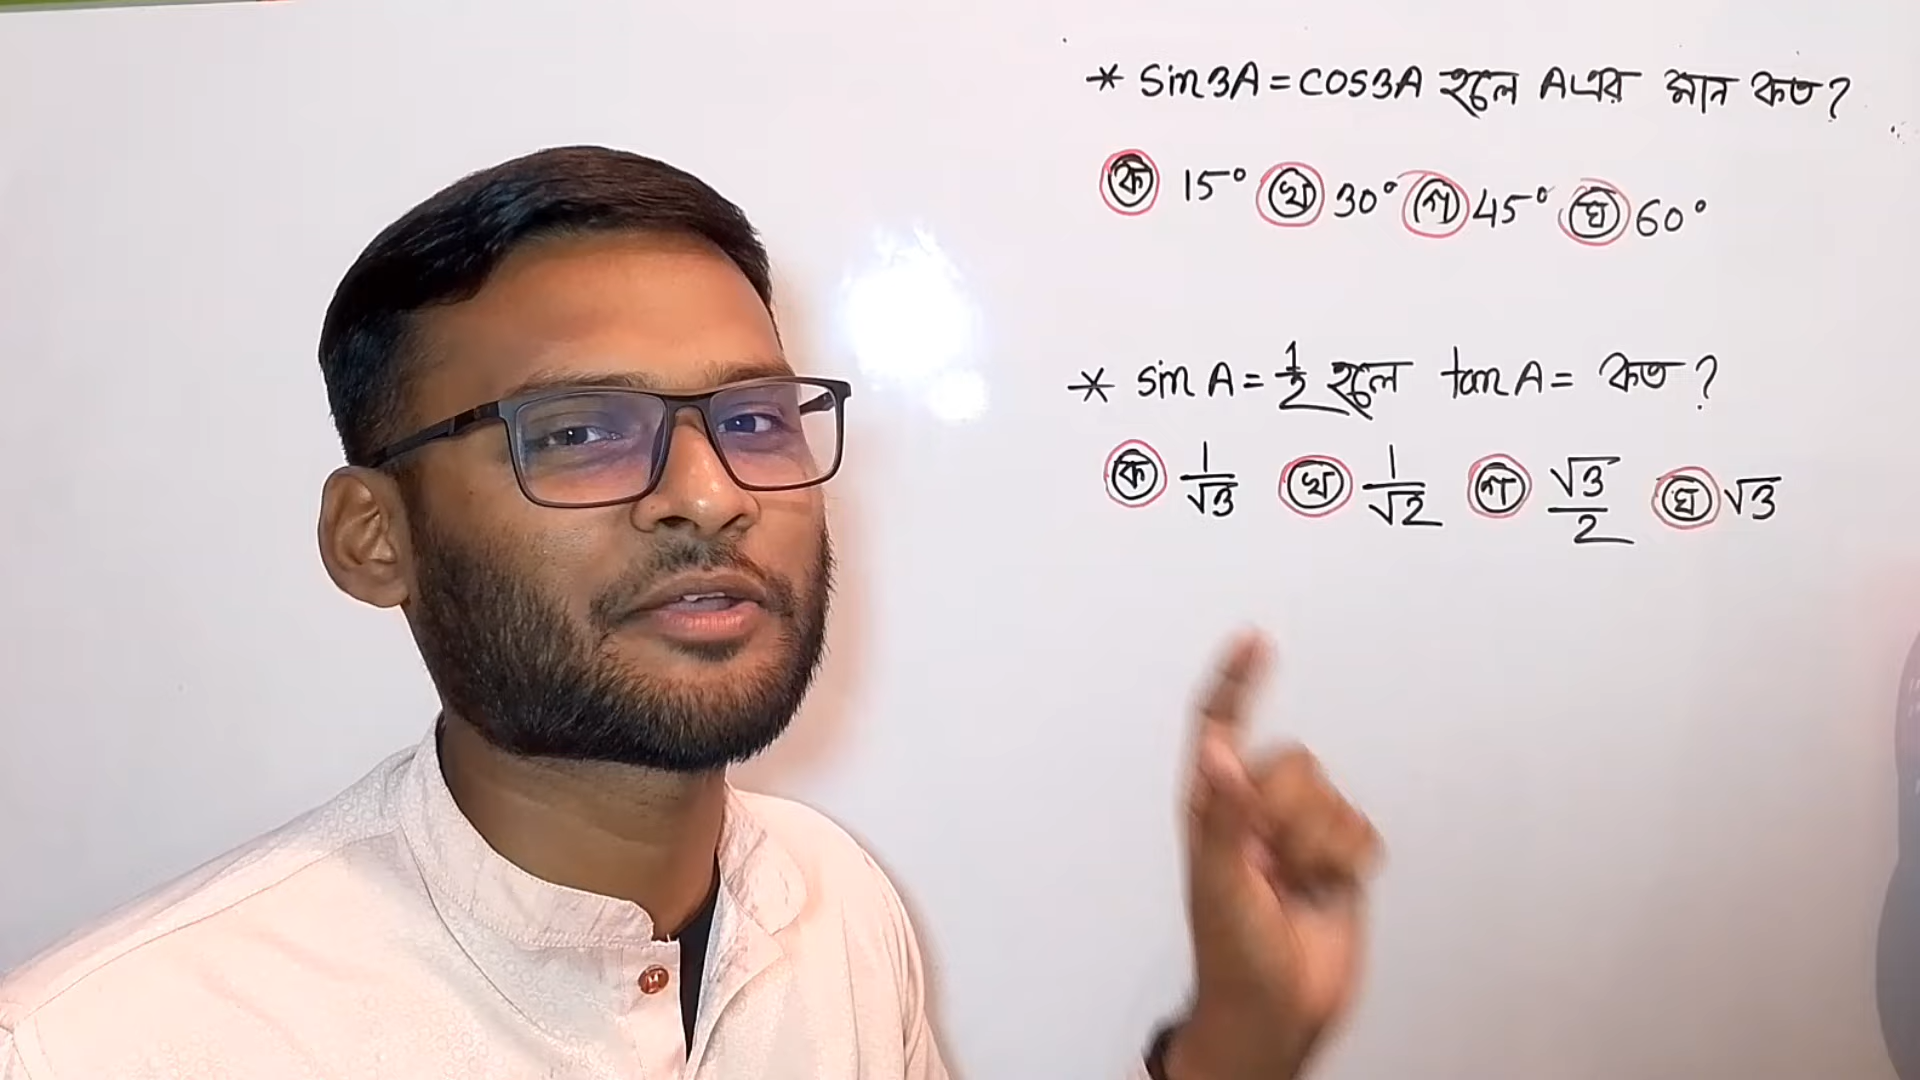 * sin3A=cos3A হলে A এর মান কত?
ক 15° খ 30° গ 45° ঘ 60°
* sin A = 1/2 হলে tan A = কত?
ক 1/√3 খ 1/√2 গ √3/2 ঘ √3